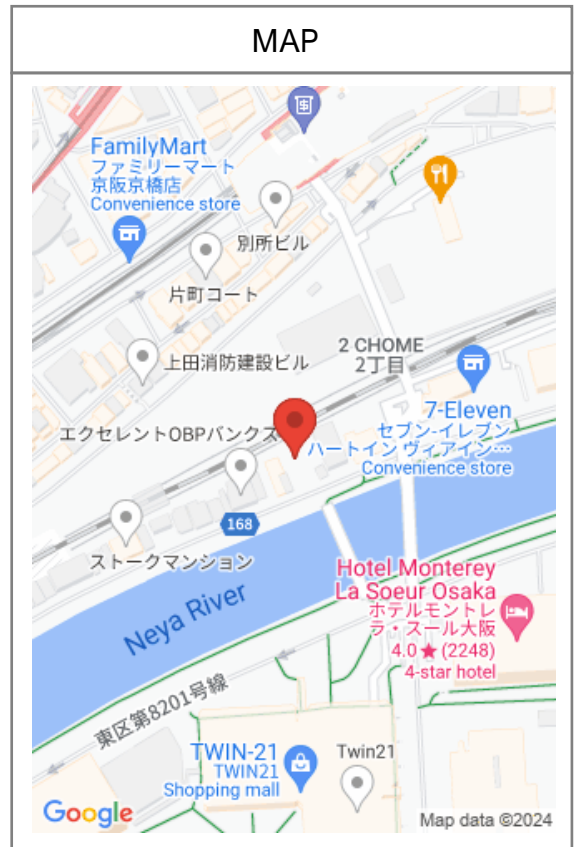 MAP
FamilyMart
ファミリーマート
京阪京橋店
Convenience store
別所ビル
片町コート
2 CHOME
2丁目
上田消防建設ビル
7-Eleven
セブン-イレブン
ハートイン ヴィアイン…
Convenience store
エクセレントOBPバンクス
168
ストークマンション
Neya River
Hotel Monterey
La Soeur Osaka
ホテルモントレ
ラ・スール大阪
4.0★(2248)
4-star hotel
東区第8201号線
TWIN-21
TWIN21
Shopping mall
Twin21
Google
Map data ©2024